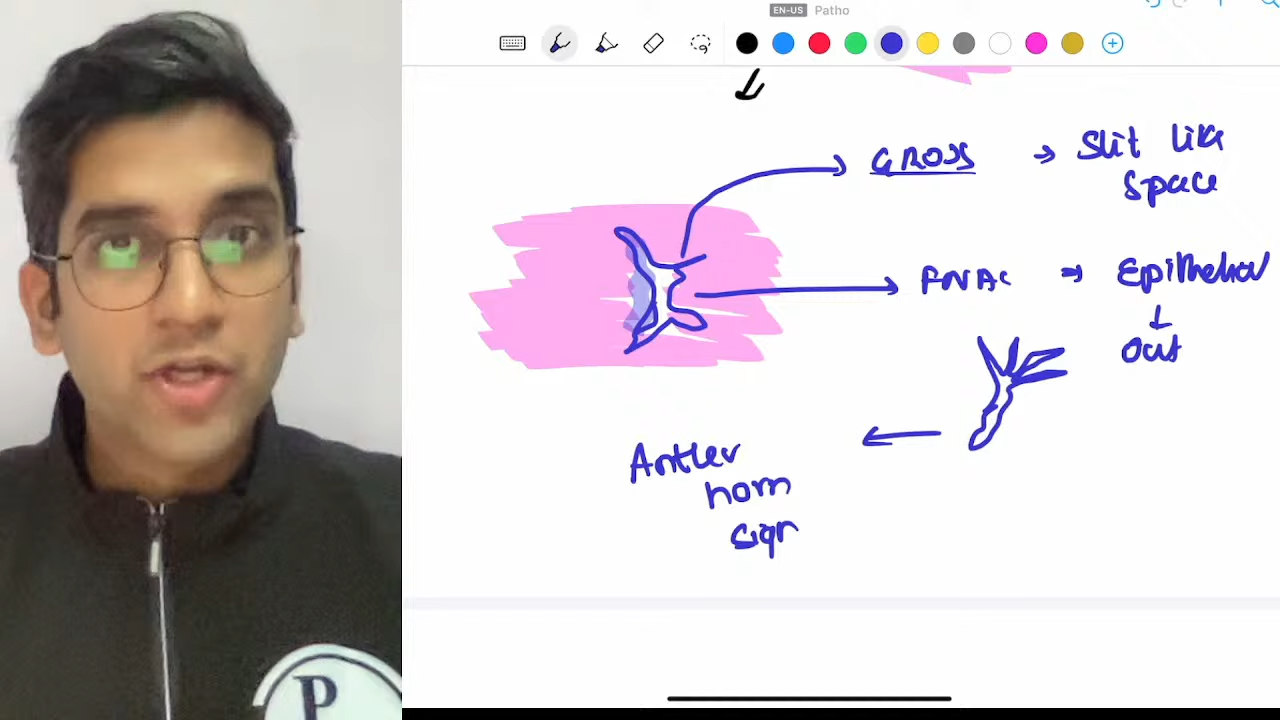 EN-US Patho
GROSS → Slit like
space
FNAC ⇒ Epithelial
↓
Out
←
Antler
horn
sign
P